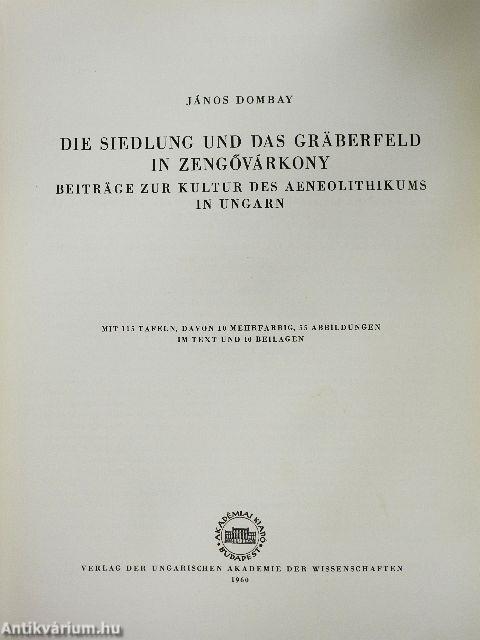 JÁNOS DOMBAY
DIE SIEDLUNG UND DAS GRÄBERFELD
IN ZENGŐVÁRKONY
BEITRÄGE ZUR KULTUR DES AENEOLITHIKUMS
IN UNGARN
MIT 115 TAFELN, DAVON 10 MEHRFARBIG, 55 ABBILDUNGEN
IM TEXT UND 10 BEILAGEN
AKADÉMIAI KIADÓ
BUDAPEST
VERLAG DER UNGARISCHEN AKADEMIE DER WISSENSCHAFTEN
1960
Antikvárium.hu